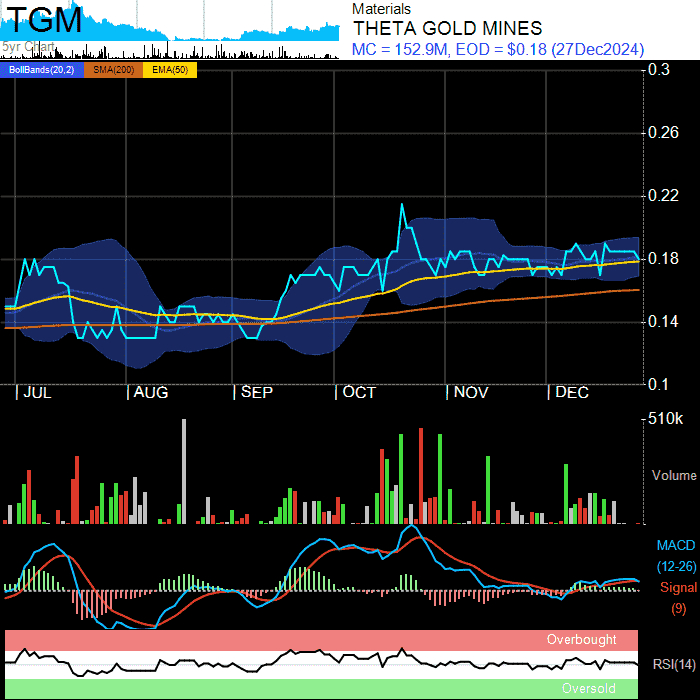 TGM
5yr Chart
Materials
THETA GOLD MINES
MC = 152.9M, EOD = $0.18 (27Dec2024)
BollBands(20,2) SMA(200) EMA(50)
0.3
0.26
0.22
0.18
0.14
0.1
JUL AUG SEP OCT NOV DEC
510k
Volume
MACD
(12-26)
Signal
(9)
Overbought
RSI(14)
Oversold